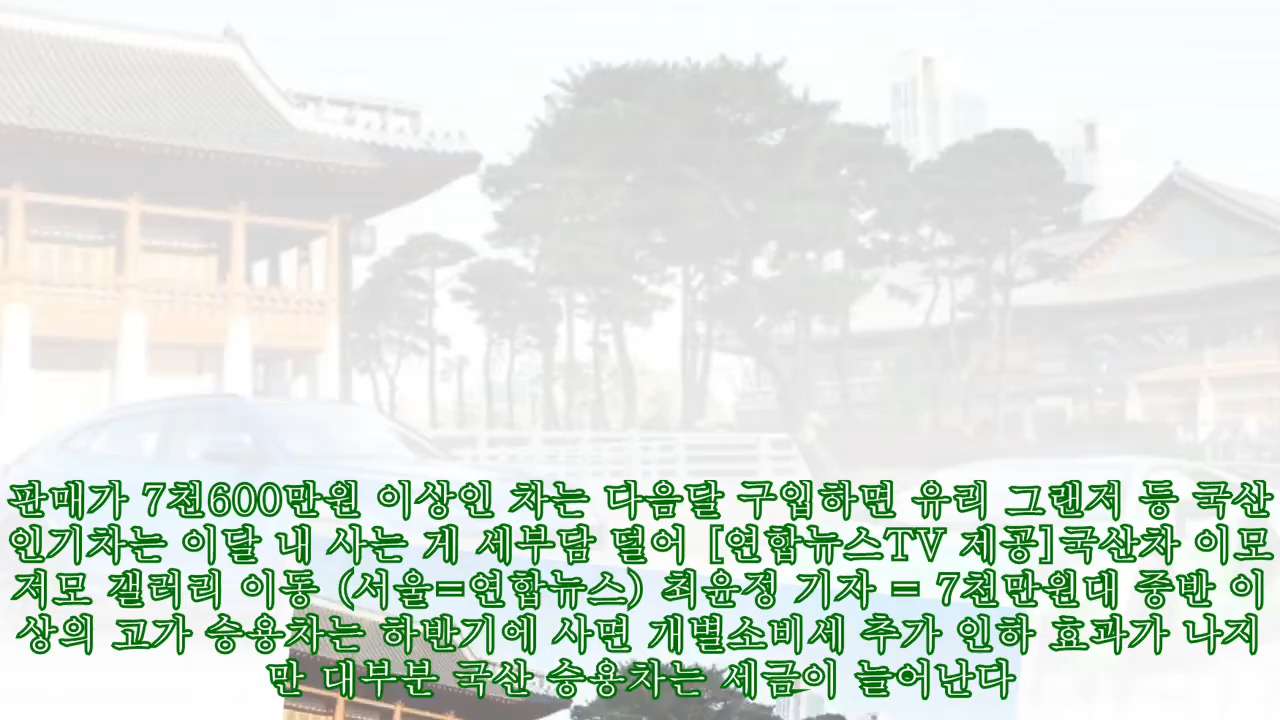 판매가 7천600만원 이상인 차는 다음달 구입하면 유리 그랜저 등 국산
인기차는 이달 내 사는 게 세부담 덜어 [연합뉴스TV 제공]국산차 이모
저모 갤러리 이동 (서울=연합뉴스) 최윤정 기자 = 7천만원대 중반 이
상의 고가 승용차는 하반기에 사면 개별소비세 추가 인하 효과가 나지
만 대부분 국산 승용차는 세금이 늘어난다